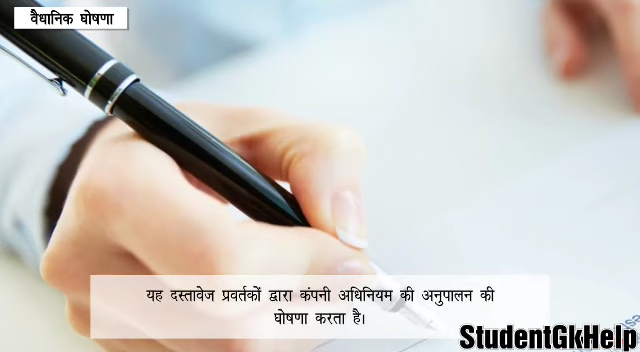 वैधानिक घोषणा
यह दस्तावेज प्रवर्तकों द्वारा कंपनी अधिनियम की अनुपालन की
घोषणा करता है।
StudentGkHelp